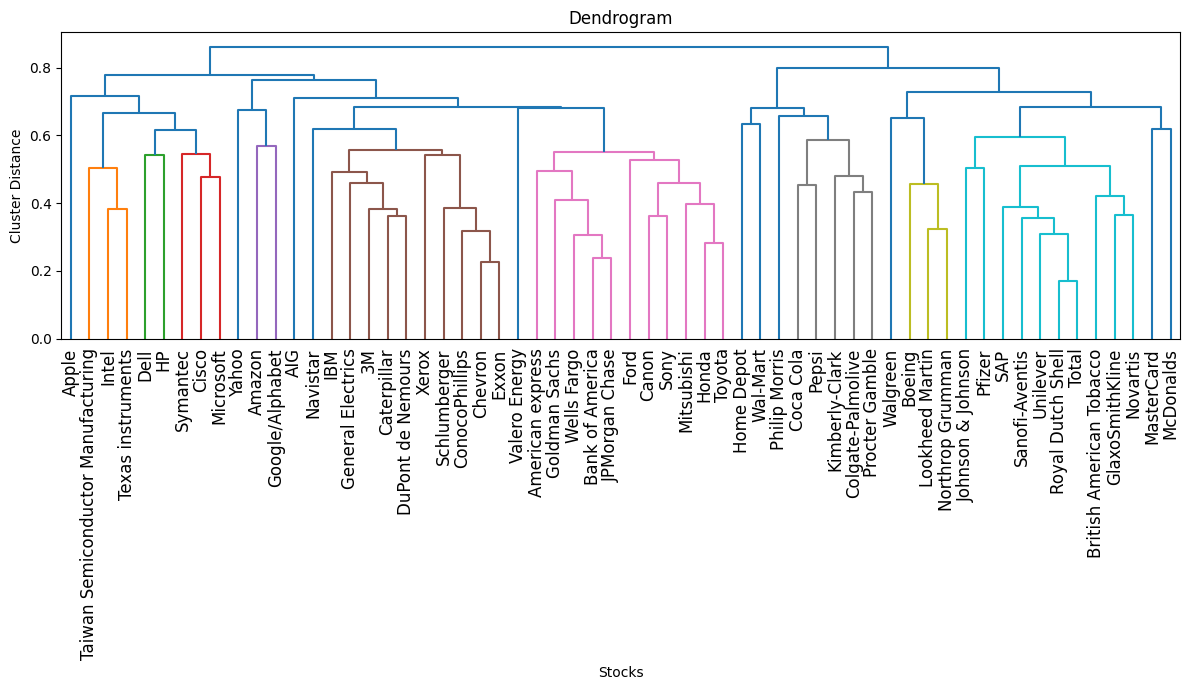 Dendrogram
Cluster Distance
0.8
0.6
0.4
0.2
0.0
Apple
Taiwan Semiconductor Manufacturing
Intel
Texas instruments
Dell
HP
Symantec
Cisco
Microsoft
Yahoo
Amazon
Google/Alphabet
AIG
Navistar
IBM
General Electrics
3M
Caterpillar
DuPont de Nemours
Xerox
Schlumberger
ConocoPhillips
Chevron
Exxon
Valero Energy
American express
Goldman Sachs
Wells Fargo
Bank of America
JPMorgan Chase
Ford
Canon
Sony
Mitsubishi
Honda
Toyota
Home Depot
Wal-Mart
Philip Morris
Coca Cola
Pepsi
Kimberly-Clark
Colgate-Palmolive
Procter Gamble
Walgreen
Boeing
Lookheed Martin
Northrop Grumman
Johnson & Johnson
Pfizer
SAP
Sanofi-Aventis
Unilever
Royal Dutch Shell
Total
British American Tobacco
GlaxoSmithKline
Novartis
MasterCard
McDonalds
Stocks